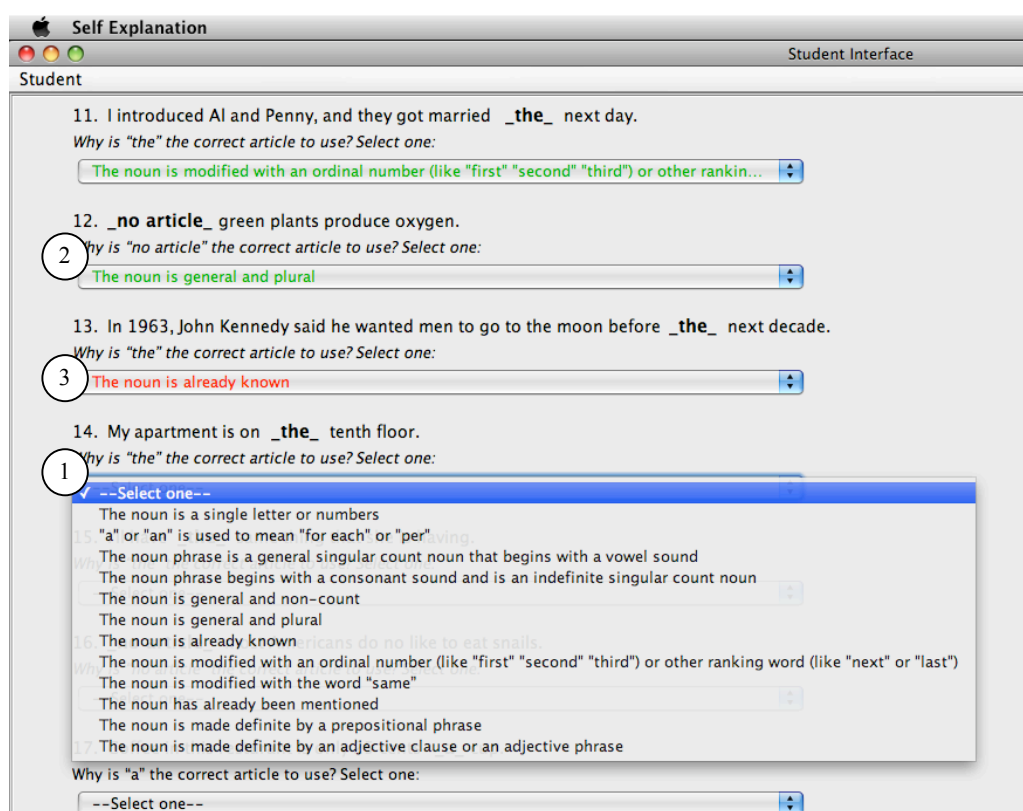 Self Explanation
Student Interface
Student
11. I introduced Al and Penny, and they got married _the_ next day.
Why is "the" the correct article to use? Select one:
The noun is modified with an ordinal number (like "first" "second" "third") or other rankin...
12. _no article_ green plants produce oxygen.
2
hy is "no article" the correct article to use? Select one:
The noun is general and plural
13. In 1963, John Kennedy said he wanted men to go to the moon before _the_ next decade.
Why is "the" the correct article to use? Select one:
3
The noun is already known
14. My apartment is on _the_ tenth floor.
hy is "the" the correct article to use? Select one:
1
✓ --Select one--
The noun is a single letter or numbers
"a" or "an" is used to mean "for each" or "per"
The noun phrase is a general singular count noun that begins with a vowel sound
The noun phrase begins with a consonant sound and is an indefinite singular count noun
The noun is general and non-count
The noun is general and plural
The noun is already known
The noun is modified with an ordinal number (like "first" "second" "third") or other ranking word (like "next" or "last")
The noun is modified with the word "same"
The noun has already been mentioned
The noun is made definite by a prepositional phrase
The noun is made definite by an adjective clause or an adjective phrase
Why is "a" the correct article to use? Select one:
--Select one--